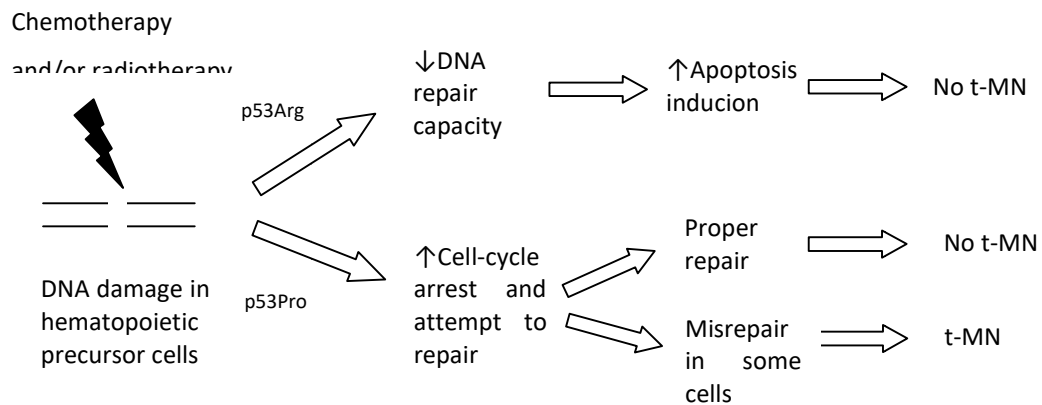 Chemotherapy
and/or radiotherapy
p53Arg
↓DNA
repair
capacity
↑Apoptosis
inducion
No t-MN
DNA damage in
hematopoietic
precursor cells
p53Pro
↑Cell-cycle
arrest and
attempt to
repair
Proper
repair
No t-MN
Misrepair
in some
cells
t-MN